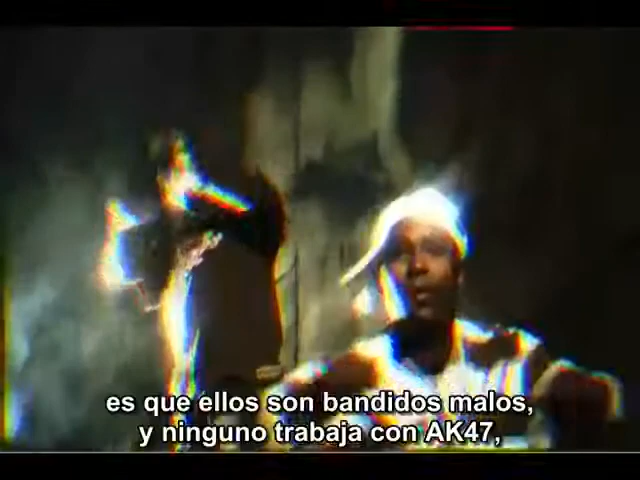 es que ellos son bandidos malos,
y ninguno trabaja con AK47,